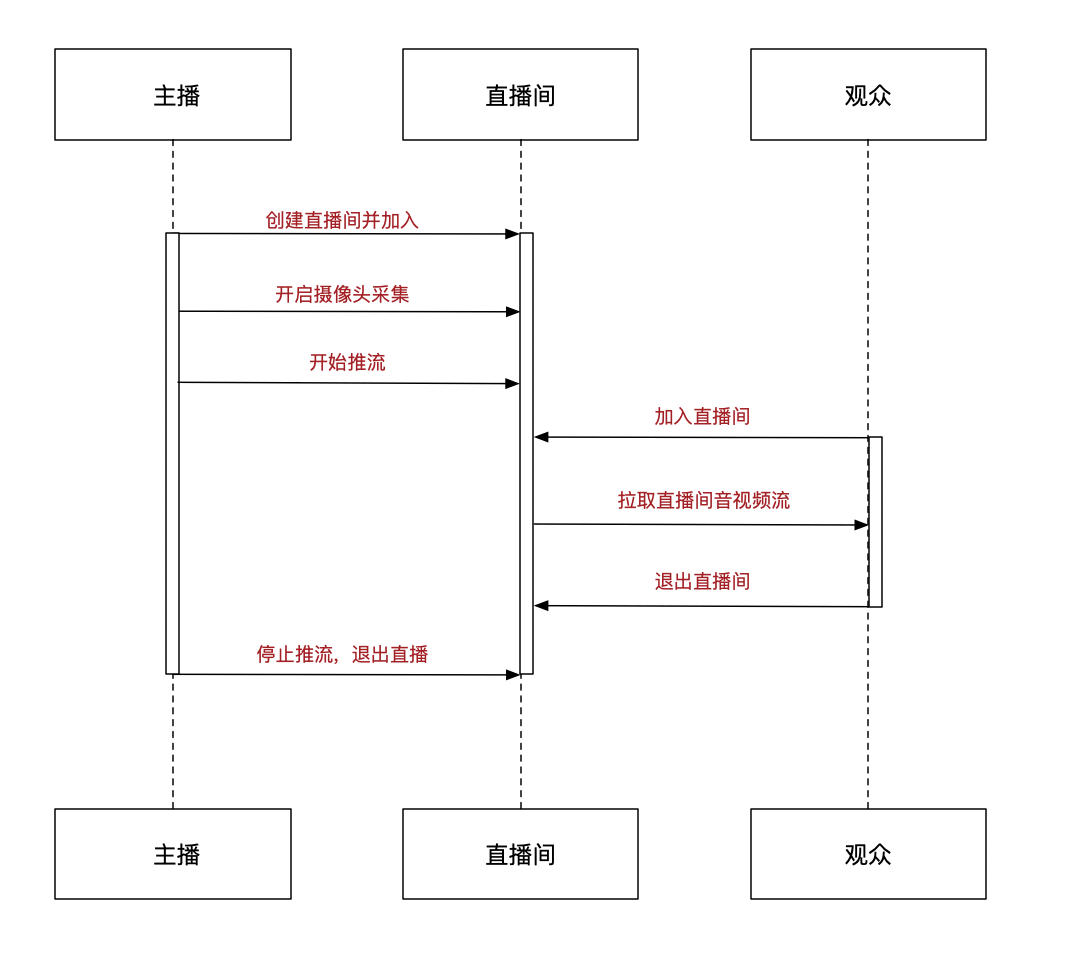 主播
直播间
观众
创建直播间并加入
开启摄像头采集
开始推流
加入直播间
拉取直播间音视频流
退出直播间
停止推流，退出直播
主播
直播间
观众